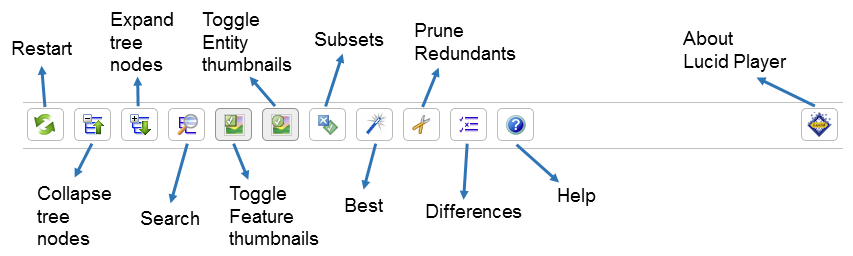 Restart
Expand
tree
nodes
Toggle
Entity
thumbnails
Subsets
Prune
Redundants
About
Lucid Player
Collapse
tree
nodes
Search
Toggle
Feature
thumbnails
Best
Differences
Help